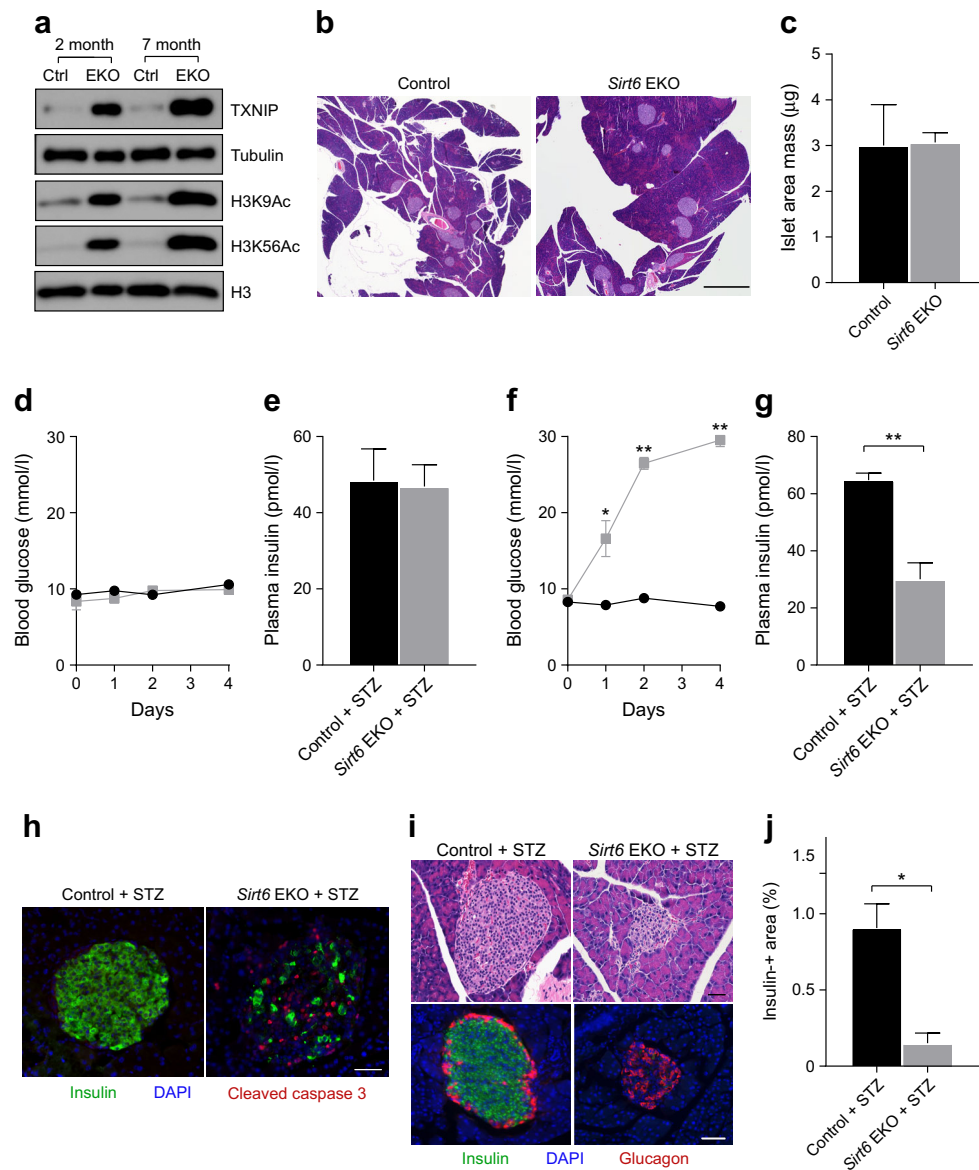 a
2 month 7 month
Ctrl EKO Ctrl EKO
TXNIP
Tubulin
H3K9Ac
H3K56Ac
H3
b
Control Sirt6 EKO
c
Islet area mass (μg)
5
4
3
2
1
0
Control
Sirt6 EKO
d
Blood glucose (mmol/l)
30
20
10
0
0 1 2 3 4
Days
e
Plasma insulin (pmol/l)
60
40
20
0
Control + STZ
Sirt6 EKO + STZ
f
Blood glucose (mmol/l)
30
20
10
0
* ** **
0 1 2 3 4
Days
g
Plasma insulin (pmol/l)
80
60
40
20
0
**
Control + STZ
Sirt6 EKO + STZ
h
Control + STZ Sirt6 EKO + STZ
Insulin DAPI Cleaved caspase 3
i
Control + STZ Sirt6 EKO + STZ
Insulin DAPI Glucagon
j
Insulin-+ area (%)
1.5
1.0
0.5
0
*
Control + STZ
Sirt6 EKO + STZ